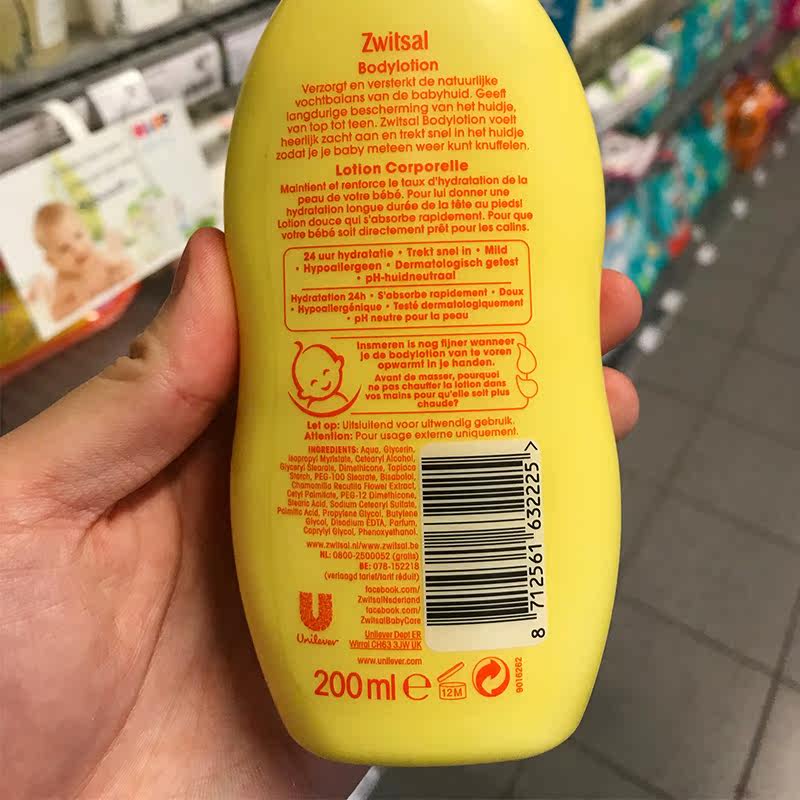 Zwitsal
Bodylotion
Verzorgt en versterkt de natuurlijke
vochtbalans van de babyhuid. Geeft
langdurige bescherming van het huidje,
van top tot teen. Zwitsal Bodylotion voelt
heerlijk zacht aan en trekt snel in het huidje
zodat je je baby meteen weer kunt knuffelen.
Lotion Corporelle
Maintient et renforce le taux d'hydratation de la
peau de votre bébé. Pour lui donner une
hydratation longue durée de la tête au pieds!
Lotion douce qui s'absorbe rapidement. Pour que
votre bébé soit directement prêt pour les calins.
24 uur hydratatie • Trekt snel in • Mild
• Hypoallergeen • Dermatologisch getest
• pH-huidneutraal
Hydratation 24h • S'absorbe rapidement • Doux
• Hypoallergénique • Testé dermatologiquement
• pH neutre pour la peau
Insmeren is nog fijner wanneer
je de bodylotion van te voren
opwarmt in je handen.
Avant de masser, pourquoi
ne pas chauffer la lotion dans
vos mains pour qu'elle soit plus
chaude?
Let op: Uitsluitend voor uitwendig gebruik.
Attention: Pour usage externe uniquement.
INGREDIENTS: Aqua, Glycerin,
Isopropyl Myristate, Cetearyl Alcohol,
Glyceryl Stearate, Dimethicone, Tapioca
Starch, PEG-100 Stearate, Bisabolol,
Chamomilla Recutita Flower Extract,
Cetyl Palmitate, PEG-12 Dimethicone,
Stearic Acid, Sodium Cetearyl Sulfate,
Palmitic Acid, Propylene Glycol, Butylene
Glycol, Disodium EDTA, Parfum,
Caprylyl Glycol, Phenoxyethanol.
www.zwitsal.nl/www.zwitsal.be
NL: 0800-2500052 (gratis)
BE: 078-152218
(verlaagd tarief/tarif réduit)
facebook.com/
ZwitsalNederland
facebook.com/
ZwitsalBabyCare
Unilever
Unilever Dept ER
Wirral CH63 3JW UK
www.unilever.com
8 712561 632225 >
200 ml e
12M
9016262